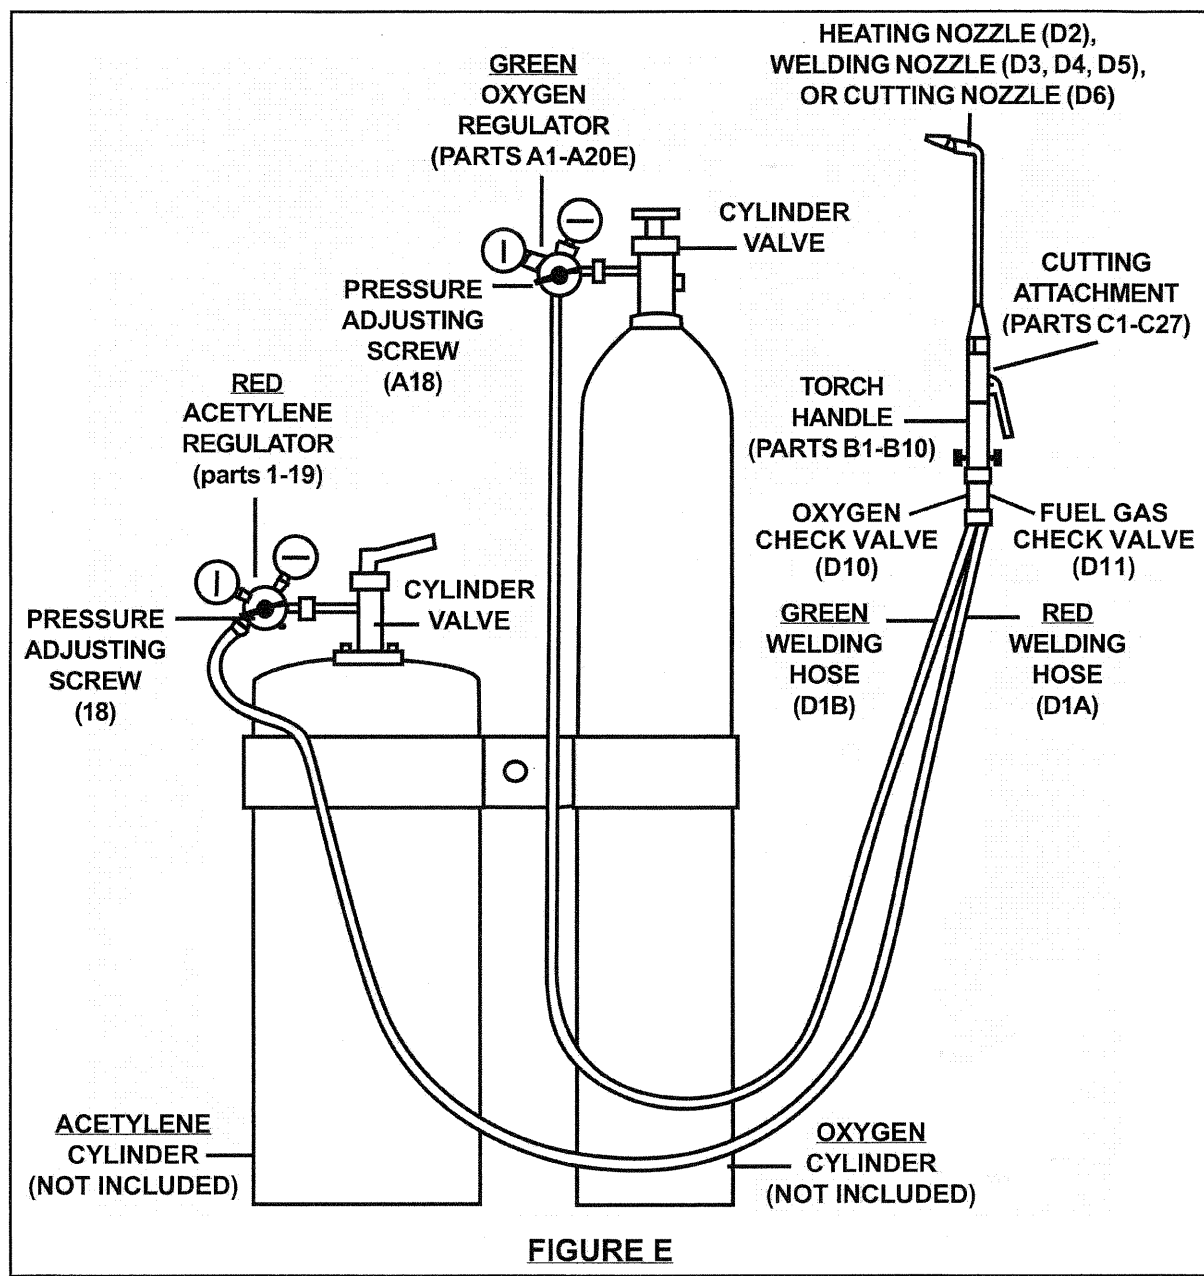 HEATING NOZZLE (D2),
WELDING NOZZLE (D3, D4, D5),
OR CUTTING NOZZLE (D6)
GREEN
OXYGEN
REGULATOR
(PARTS A1-A20E)
CYLINDER
VALVE
CUTTING
ATTACHMENT
(PARTS C1-C27)
PRESSURE
ADJUSTING
SCREW
(A18)
RED
ACETYLENE
REGULATOR
(parts 1-19)
TORCH
HANDLE
(PARTS B1-B10)
OXYGEN
CHECK VALVE
(D10)
FUEL GAS
CHECK VALVE
(D11)
CYLINDER
VALVE
PRESSURE
ADJUSTING
SCREW
(18)
GREEN
WELDING
HOSE
(D1B)
RED
WELDING
HOSE
(D1A)
ACETYLENE
CYLINDER
(NOT INCLUDED)
OXYGEN
CYLINDER
(NOT INCLUDED)
FIGURE E